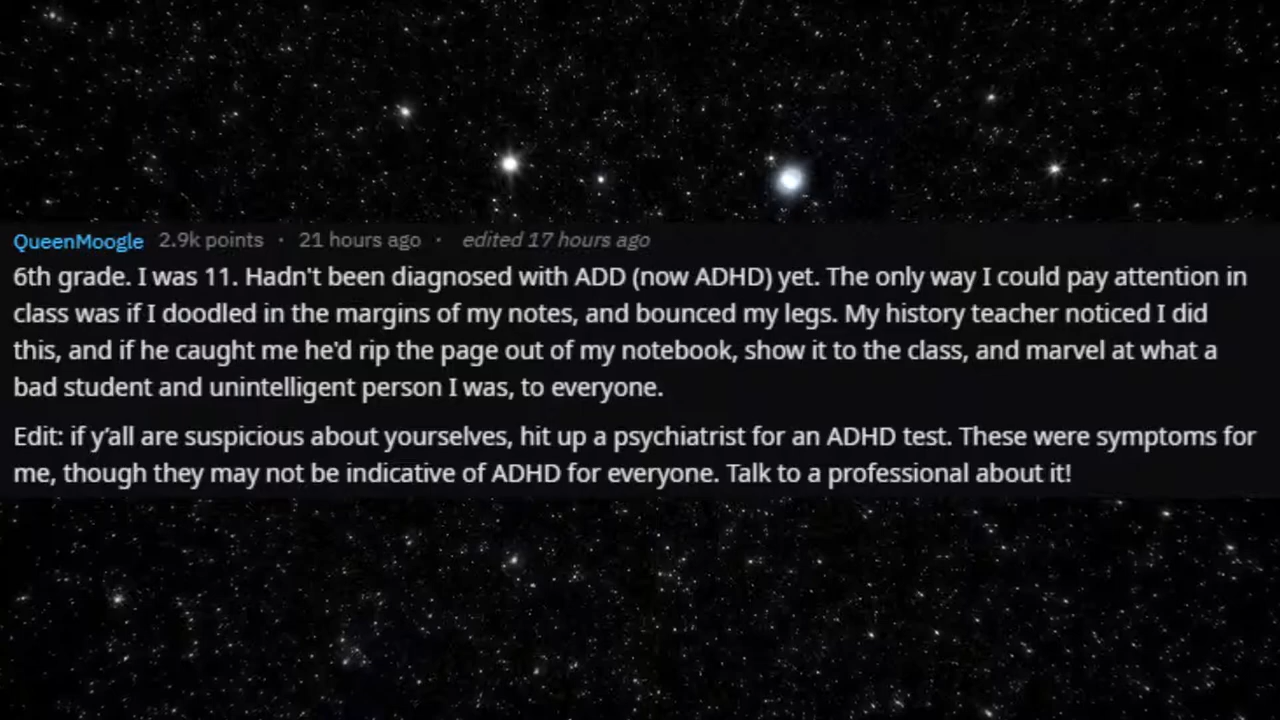 QueenMoogle 2.9k points · 21 hours ago · edited 17 hours ago
6th grade. I was 11. Hadn't been diagnosed with ADD (now ADHD) yet. The only way I could pay attention in
class was if I doodled in the margins of my notes, and bounced my legs. My history teacher noticed I did
this, and if he caught me he'd rip the page out of my notebook, show it to the class, and marvel at what a
bad student and unintelligent person I was, to everyone.
Edit: if y’all are suspicious about yourselves, hit up a psychiatrist for an ADHD test. These were symptoms for
me, though they may not be indicative of ADHD for everyone. Talk to a professional about it!